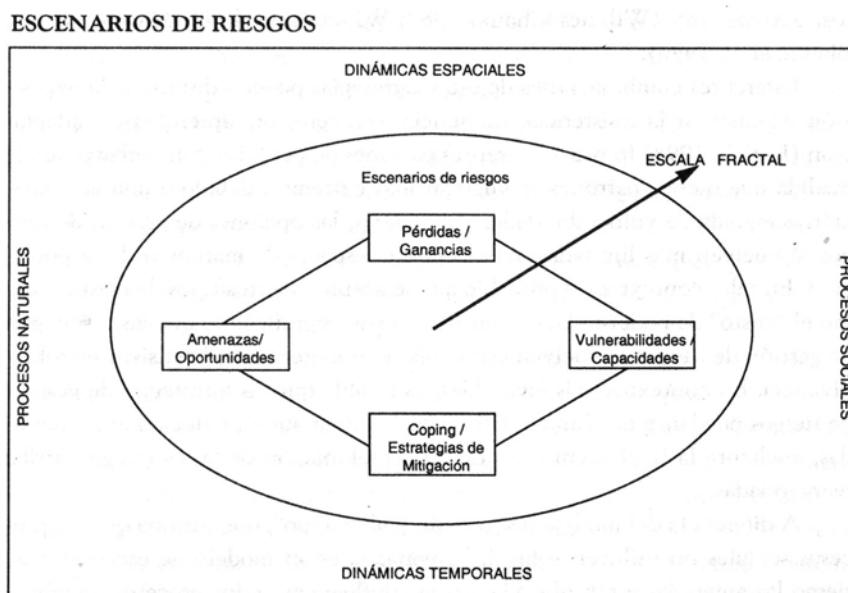 ESCENARIOS DE RIESGOS
DINÁMICAS ESPACIALES
ESCALA FRACTAL
Escenarios de riesgos
Pérdidas /
Ganancias
PROCESOS NATURALES
PROCESOS SOCIALES
Amenazas/
Oportunidades
Vulnerabilidades /
Capacidades
Coping /
Estrategias de
Mitigación
DINÁMICAS TEMPORALES